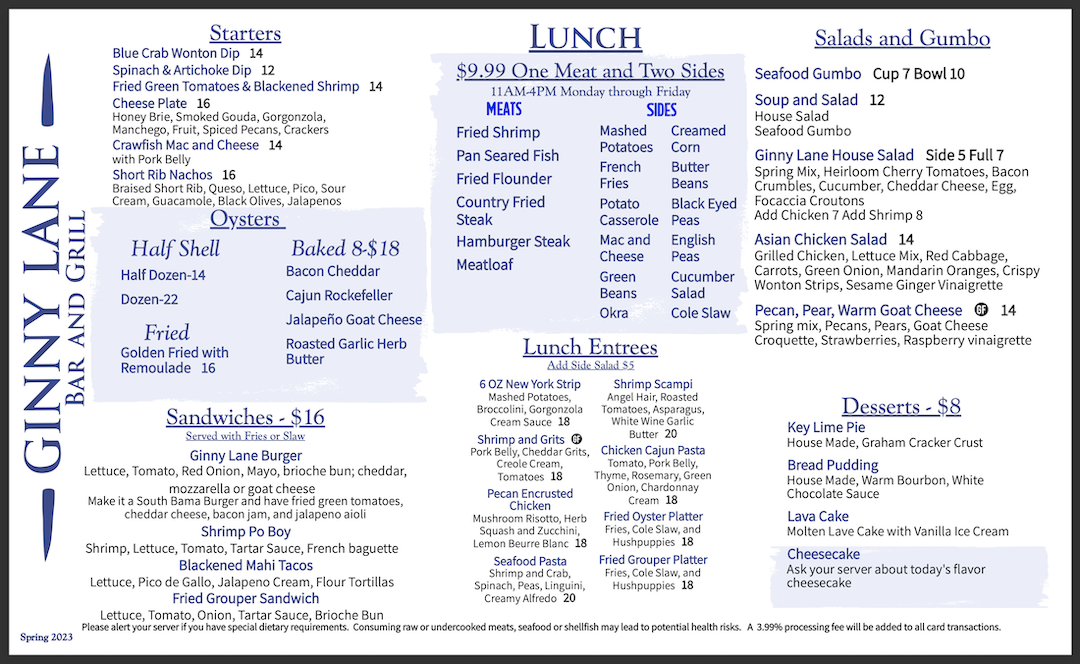 GINNY LANE
BAR AND GRILL
Starters
Blue Crab Wonton Dip 14
Spinach & Artichoke Dip 12
Fried Green Tomatoes & Blackened Shrimp 14
Cheese Plate 16
Honey Brie, Smoked Gouda, Gorgonzola,
Manchego, Fruit, Spiced Pecans, Crackers
Crawfish Mac and Cheese 14
with Pork Belly
Short Rib Nachos 16
Braised Short Rib, Queso, Lettuce, Pico, Sour
Cream, Guacamole, Black Olives, Jalapenos
Oysters
Half Shell
Half Dozen-14
Dozen-22
Fried
Golden Fried with
Remoulade 16
Baked 8-$18
Bacon Cheddar
Cajun Rockefeller
Jalapeño Goat Cheese
Roasted Garlic Herb
Butter
Sandwiches - $16
Served with Fries or Slaw
Ginny Lane Burger
Lettuce, Tomato, Red Onion, Mayo, brioche bun; cheddar,
mozzarella or goat cheese
Make it a South Bama Burger and have fried green tomatoes,
cheddar cheese, bacon jam, and jalapeno aioli
Shrimp Po Boy
Shrimp, Lettuce, Tomato, Tartar Sauce, French baguette
Blackened Mahi Tacos
Lettuce, Pico de Gallo, Jalapeno Cream, Flour Tortillas
Fried Grouper Sandwich
Lettuce, Tomato, Onion, Tartar Sauce, Brioche Bun
LUNCH
$9.99 One Meat and Two Sides
11AM-4PM Monday through Friday
MEATS
Fried Shrimp
Pan Seared Fish
Fried Flounder
Country Fried
Steak
Hamburger Steak
Meatloaf
SIDES
Mashed
Potatoes
French
Fries
Potato
Casserole
Mac and
Cheese
Green
Beans
Okra
Creamed
Corn
Butter
Beans
Black Eyed
Peas
English
Peas
Cucumber
Salad
Cole Slaw
Lunch Entrees
Add Side Salad $5
6 OZ New York Strip
Mashed Potatoes,
Broccolini, Gorgonzola
Cream Sauce 18
Shrimp and Grits GF
Pork Belly, Cheddar Grits,
Creole Cream,
Tomatoes 18
Pecan Encrusted
Chicken
Mushroom Risotto, Herb
Squash and Zucchini,
Lemon Beurre Blanc 18
Seafood Pasta
Shrimp and Crab,
Spinach, Peas, Linguini,
Creamy Alfredo 20
Shrimp Scampi
Angel Hair, Roasted
Tomatoes, Asparagus,
White Wine Garlic
Butter 20
Chicken Cajun Pasta
Tomato, Pork Belly,
Thyme, Rosemary, Green
Onion, Chardonnay
Cream 18
Fried Oyster Platter
Fries, Cole Slaw, and
Hushpuppies 18
Fried Grouper Platter
Fries, Cole Slaw, and
Hushpuppies 18
Salads and Gumbo
Seafood Gumbo Cup 7 Bowl 10
Soup and Salad 12
House Salad
Seafood Gumbo
Ginny Lane House Salad Side 5 Full 7
Spring Mix, Heirloom Cherry Tomatoes, Bacon
Crumbles, Cucumber, Cheddar Cheese, Egg,
Focaccia Croutons
Add Chicken 7 Add Shrimp 8
Asian Chicken Salad 14
Grilled Chicken, Lettuce Mix, Red Cabbage,
Carrots, Green Onion, Mandarin Oranges, Crispy
Wonton Strips, Sesame Ginger Vinaigrette
Pecan, Pear, Warm Goat Cheese GF 14
Spring mix, Pecans, Pears, Goat Cheese
Croquette, Strawberries, Raspberry vinaigrette
Desserts - $8
Key Lime Pie
House Made, Graham Cracker Crust
Bread Pudding
House Made, Warm Bourbon, White
Chocolate Sauce
Lava Cake
Molten Lave Cake with Vanilla Ice Cream
Cheesecake
Ask your server about today's flavor
cheesecake
Please alert your server if you have special dietary requirements. Consuming raw or undercooked meats, seafood or shellfish may lead to potential health risks. A 3.99% processing fee will be added to all card transactions.
Spring 2023